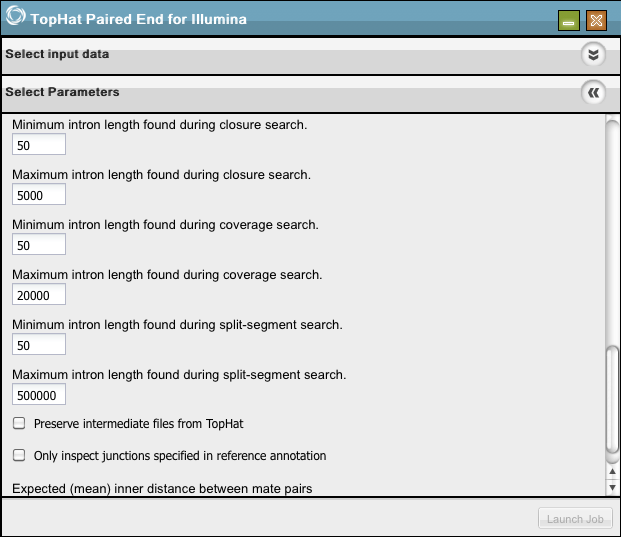 TopHat Paired End for Illumina
Select input data
Select Parameters
Minimum intron length found during closure search.
50
Maximum intron length found during closure search.
5000
Minimum intron length found during coverage search.
50
Maximum intron length found during coverage search.
20000
Minimum intron length found during split-segment search.
50
Maximum intron length found during split-segment search.
500000
Preserve intermediate files from TopHat
Only inspect junctions specified in reference annotation
Expected (mean) inner distance between mate pairs
Launch Job